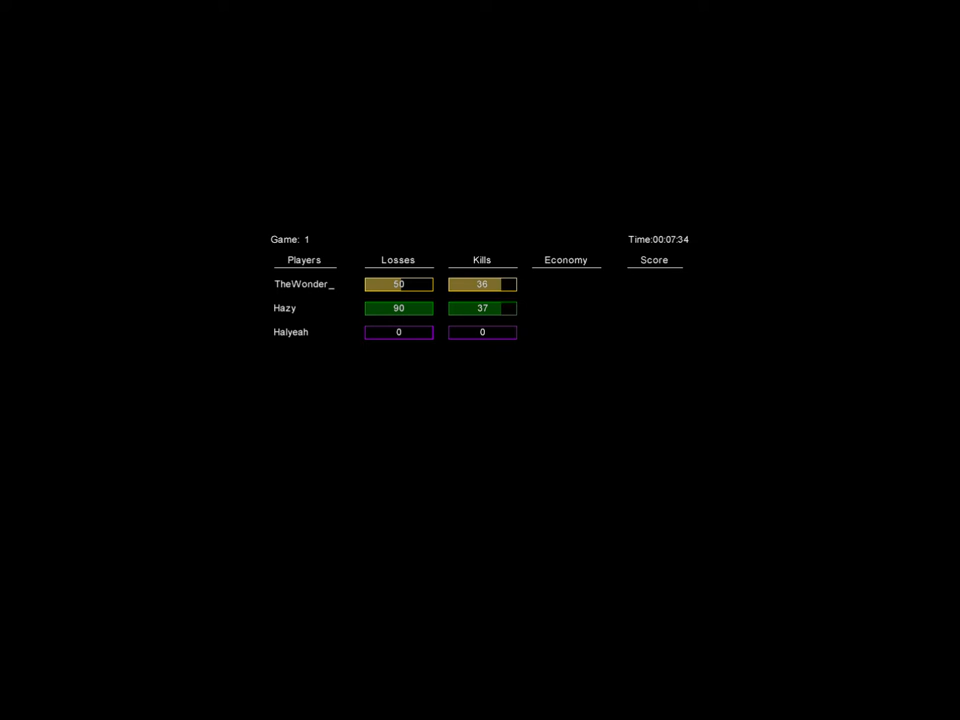 Game: 1 Time:00:07:34
Players Losses Kills Economy Score
TheWonder_ 50 36
Hazy 90 37
Halyeah 0 0